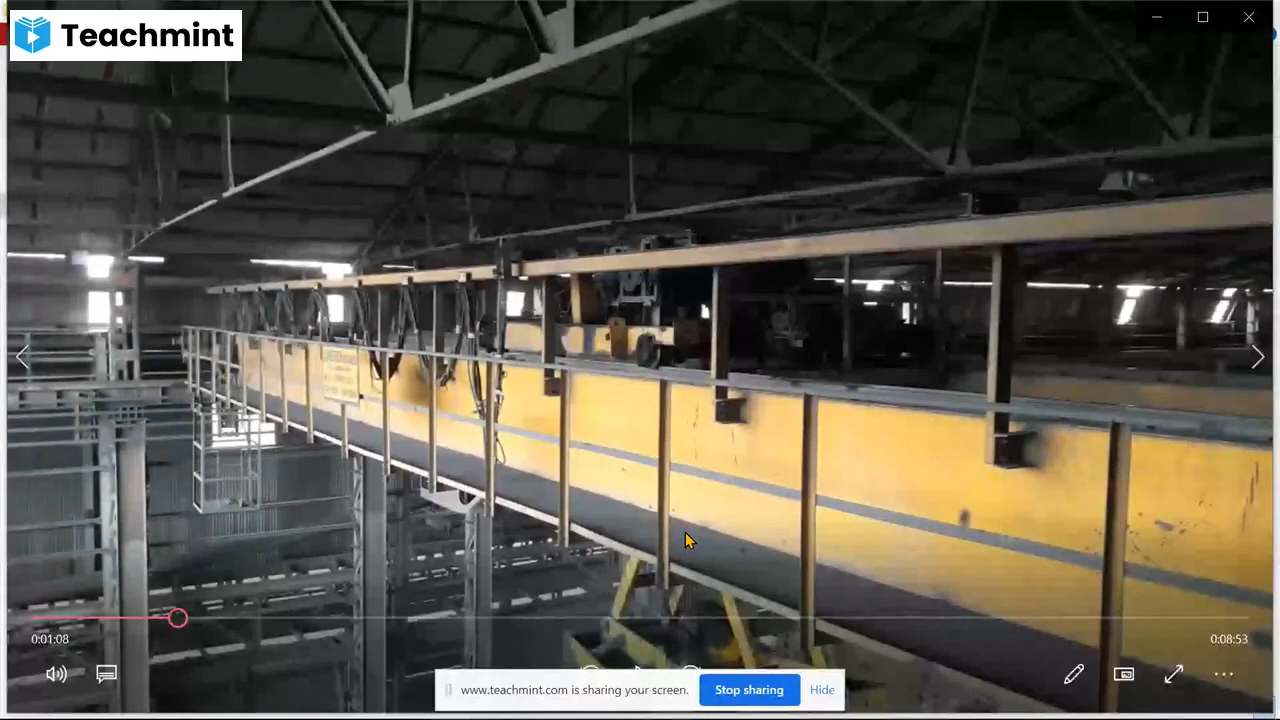 Teachmint
0:01:08
0:08:53
www.teachmint.com is sharing your screen.
Stop sharing
Hide